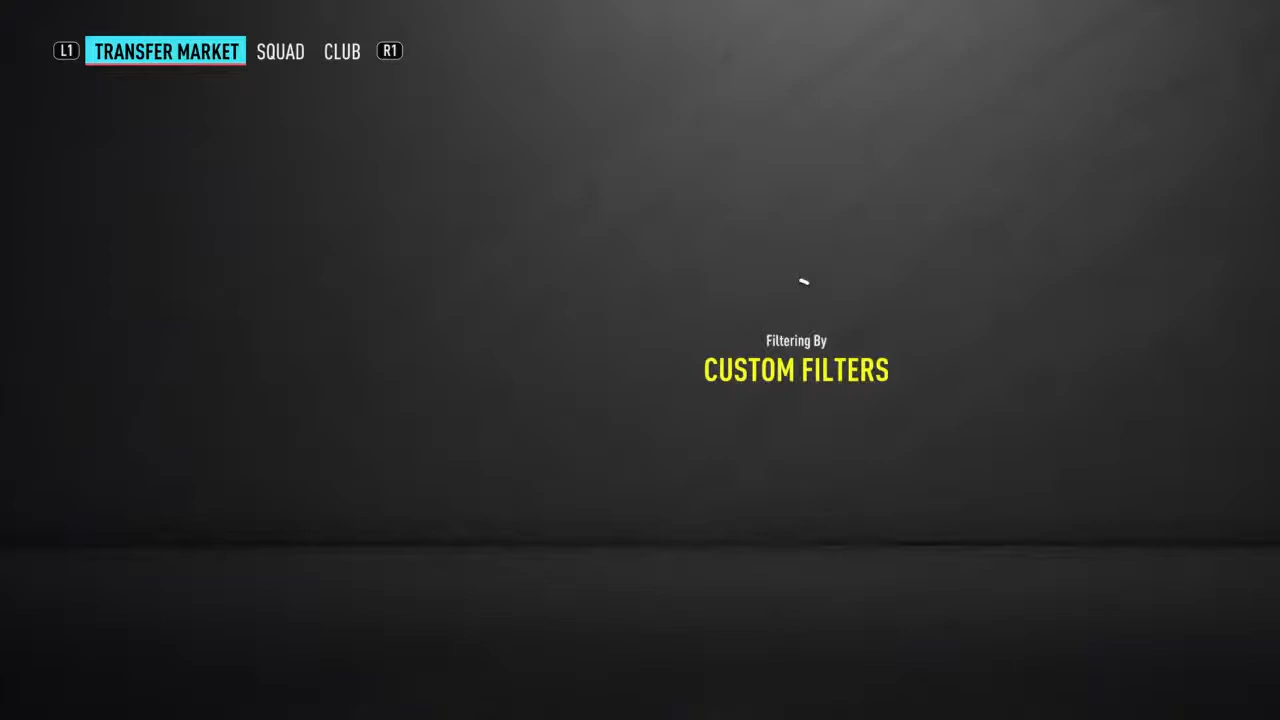 L1 TRANSFER MARKET SQUAD CLUB R1
Filtering By
CUSTOM FILTERS